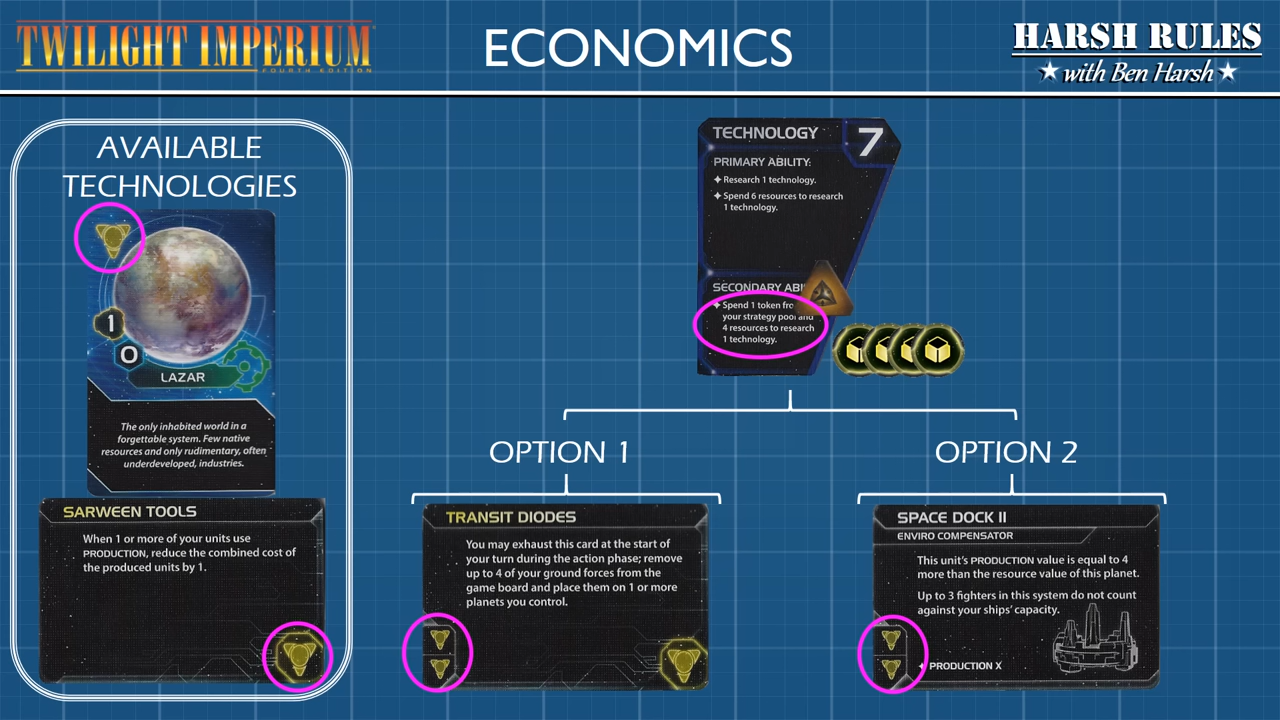 TWILIGHT IMPERIUM
FOURTH EDITION
ECONOMICS
HARSH RULES
with Ben Harsh
AVAILABLE
TECHNOLOGIES
1
0
LAZAR
The only inhabited world in a
forgettable system. Few native
resources and only rudimentary, often
underdeveloped, industries.
SARWEEN TOOLS
When 1 or more of your units use
PRODUCTION, reduce the combined cost of
the produced units by 1.
TECHNOLOGY
7
PRIMARY ABILITY:
Research 1 technology.
Spend 6 resources to research
1 technology.
SECONDARY ABI
Spend 1 token fr
your strategy pool and
4 resources to research
1 technology.
OPTION 1
TRANSIT DIODES
You may exhaust this card at the start of
your turn during the action phase; remove
up to 4 of your ground forces from the
game board and place them on 1 or more
planets you control.
OPTION 2
SPACE DOCK II
ENVIRO COMPENSATOR
This unit's PRODUCTION value is equal to 4
more than the resource value of this planet.
Up to 3 fighters in this system do not count
against your ships' capacity.
PRODUCTION X